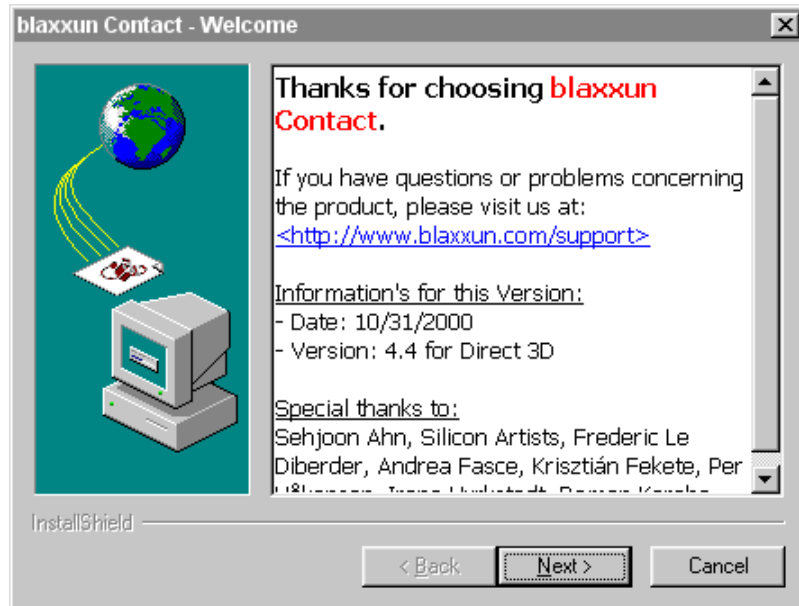 blaxxun Contact - Welcome
Thanks for choosing blaxxun
Contact.
If you have questions or problems concerning
the product, please visit us at:
<http://www.blaxxun.com/support>
Information's for this Version:
- Date: 10/31/2000
- Version: 4.4 for Direct 3D
Special thanks to:
Sehjoon Ahn, Silicon Artists, Frederic Le
Diberder, Andrea Fasce, Krisztián Fekete, Per
InstallShield
< Back
Next >
Cancel